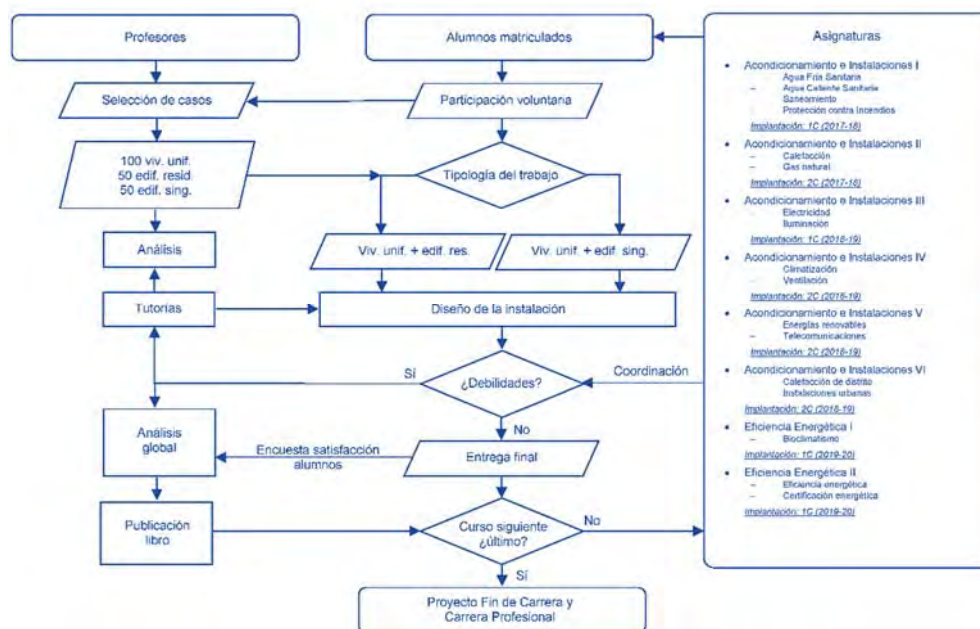 Profesores
Alumnos matriculados
Selección de casos
Participación voluntaria
100 viv. unif.
50 edif. resid.
50 edif. sing.
Tipología del trabajo
Análisis
Viv. unif. + edif. res.
Viv. unif. + edif. sing.
Tutorías
Diseño de la instalación
Sí
¿Debilidades?
Coordinación
No
Análisis
global
Encuesta satisfacción
alumnos
Entrega final
Publicación
libro
Curso siguiente
¿último?
No
Sí
Proyecto Fin de Carrera y
Carrera Profesional
Asignaturas
• Acondicionamiento e Instalaciones I
Agua Fría Sanitaria
– Agua Caliente Sanitaria
Saneamiento
Protección contra incendios
Implantación: 1C (2017-18)
• Acondicionamiento e Instalaciones II
– Calefacción
– Gas natural
Implantación: 2C (2017-18)
• Acondicionamiento e Instalaciones III
– Electricidad
Iluminación
Implantación: 1C (2018-19)
• Acondicionamiento e Instalaciones IV
– Climatización
– Ventilación
Implantación: 2C (2018-19)
• Acondicionamiento e Instalaciones V
Energías renovables
– Telecomunicaciones
Implantación: 2C (2018-19)
• Acondicionamiento e Instalaciones VI
– Calefacción de distrito
Instalaciones urbanas
Implantación: 2C (2018-19)
• Eficiencia Energética I
– Bioclimatismo
Implantación: 1C (2019-20)
• Eficiencia Energética II
– Eficiencia energética
– Certificación energética
Implantación: 1C (2019-20)